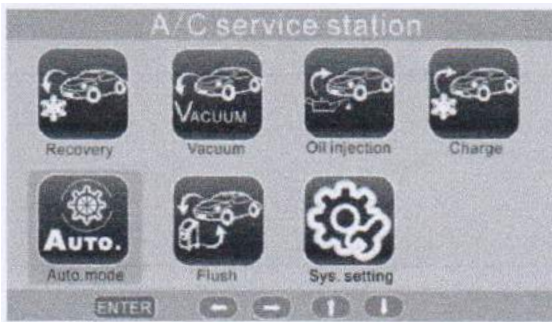 A/C service station
VACUUM
Recovery Vacuum Oil injection Charge
AUTO.
Auto.mode Flush Sys. setting
ENTER